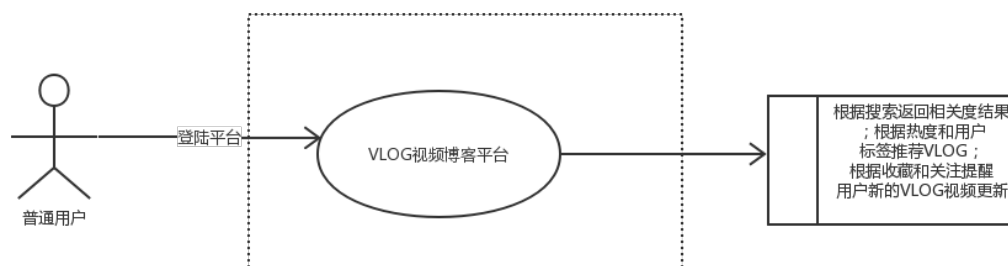 登陆平台
VLOG视频博客平台
普通用户
根据搜索返回相关度结果
；根据热度和用户
标签推荐VLOG；
根据收藏和关注提醒
用户新的VLOG视频更新